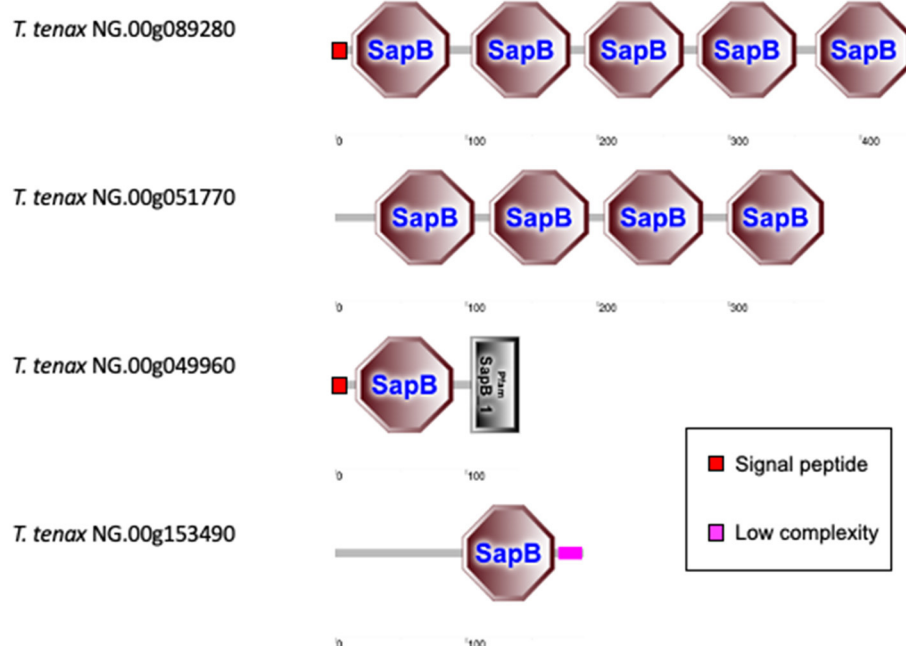 T. tenax NG.00g089280
SapB SapB SapB SapB SapB
0 100 200 300 400
T. tenax NG.00g051770
SapB SapB SapB SapB
0 100 200 300
T. tenax NG.00g049960
SapB
Pfam
SapB_1
0 100
Signal peptide
Low complexity
T. tenax NG.00g153490
SapB
0 100